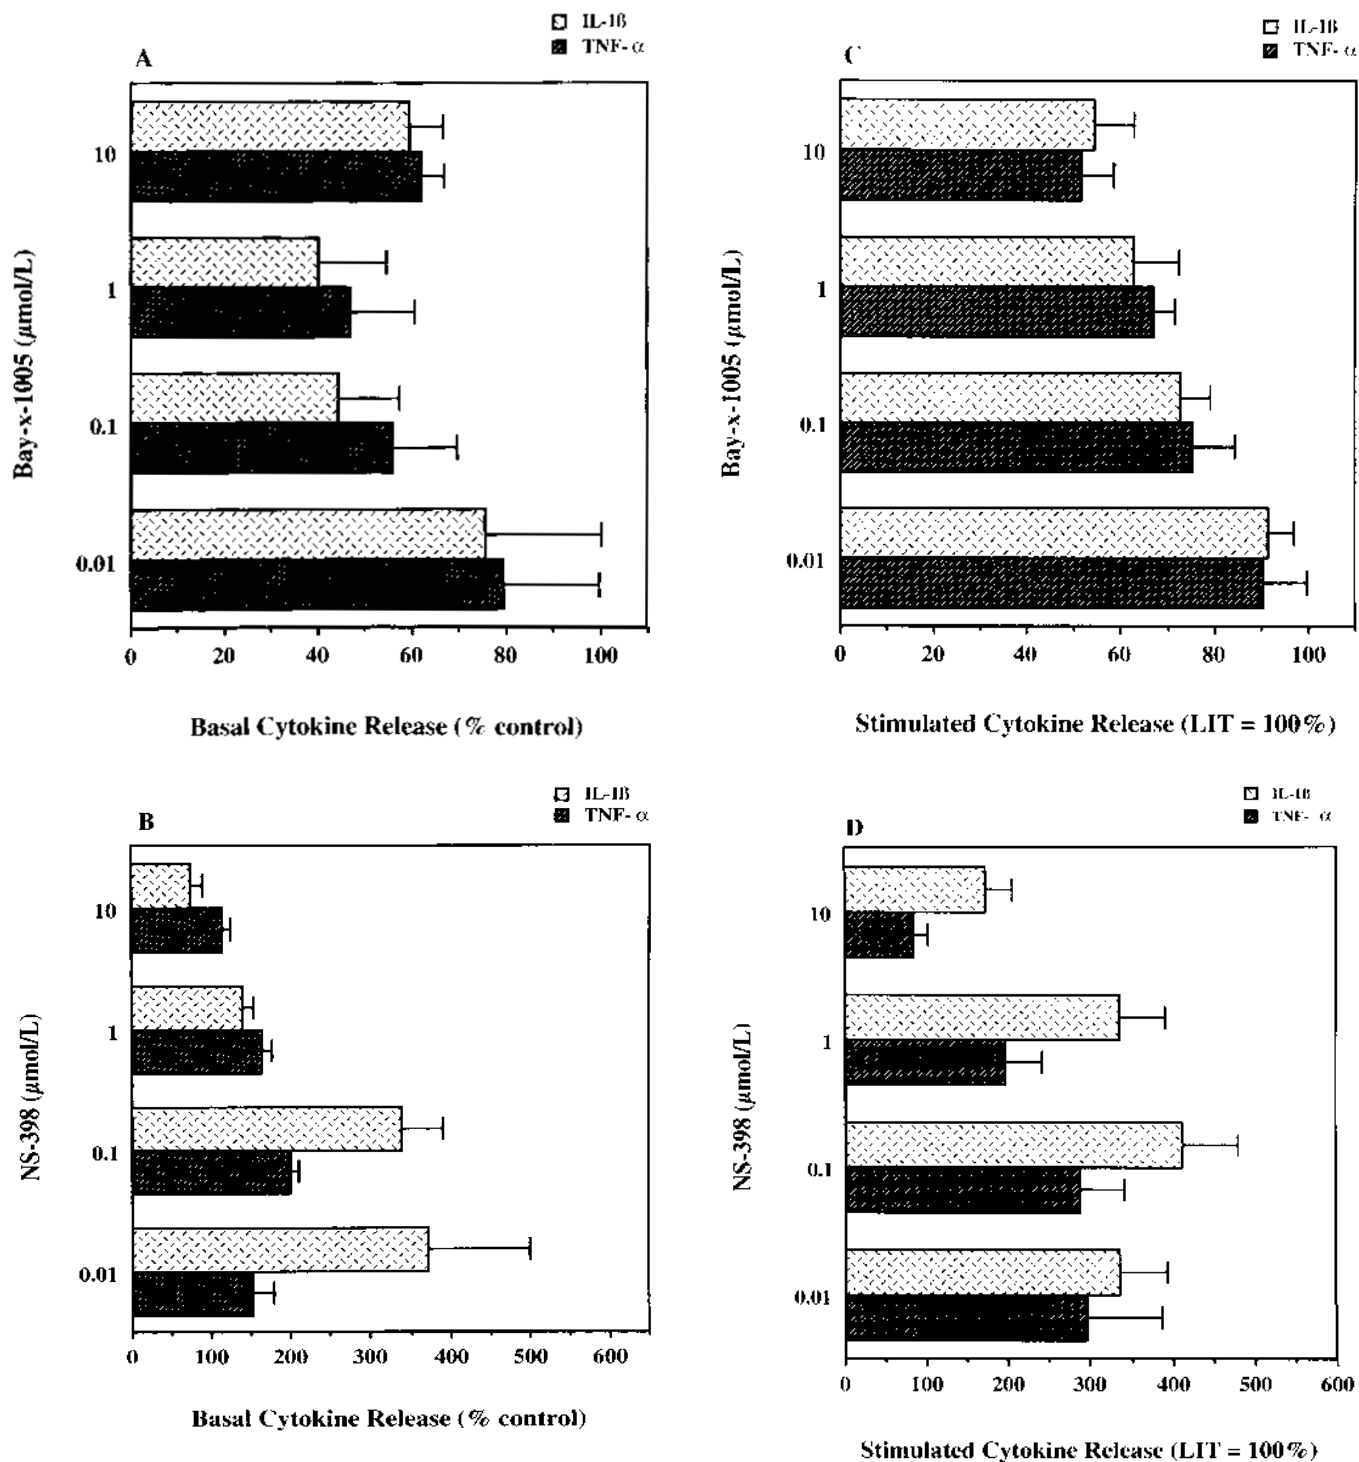 IL-1ß
TNF- α
A
10
1
0.1
0.01
Bay-x-1005 (µmol/L)
0 20 40 60 80 100
Basal Cytokine Release (% control)
IL-1ß
TNF- α
C
10
1
0.1
0.01
Bay-x-1005 (µmol/L)
0 20 40 60 80 100
Stimulated Cytokine Release (LIT = 100%)
IL-1ß
TNF- α
B
10
1
0.1
0.01
NS-398 (µmol/L)
0 100 200 300 400 500 600
Basal Cytokine Release (% control)
IL-1ß
TNF- α
D
10
1
0.1
0.01
NS-398 (µmol/L)
0 100 200 300 400 500 600
Stimulated Cytokine Release (LIT = 100%)